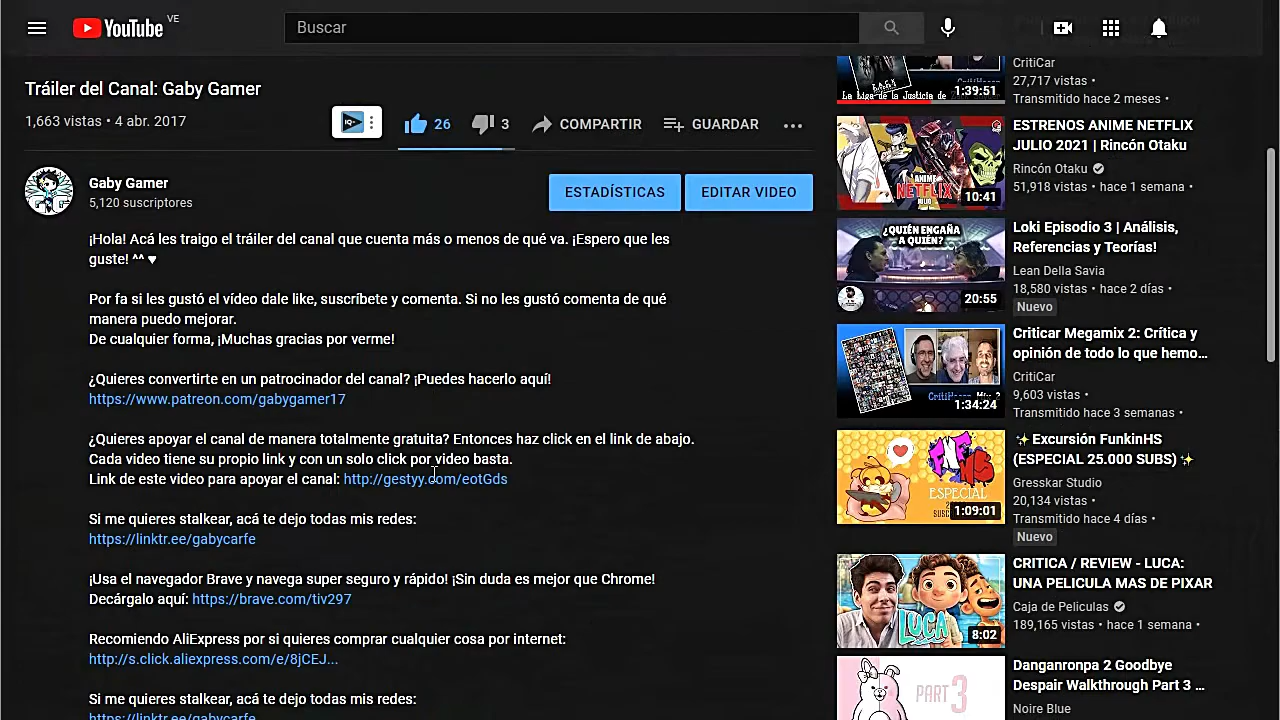 YouTube VE
Buscar
Tráiler del Canal: Gaby Gamer
1,663 vistas • 4 abr. 2017
26
3
COMPARTIR
GUARDAR
Gaby Gamer
5,120 suscriptores
ESTADÍSTICAS
EDITAR VIDEO
¡Hola! Acá les traigo el tráiler del canal que cuenta más o menos de qué va. ¡Espero que les
guste! ^^ ♥
Por fa si les gustó el vídeo dale like, suscríbete y comenta. Si no les gustó comenta de qué
manera puedo mejorar.
De cualquier forma, ¡Muchas gracias por verme!
¿Quieres convertirte en un patrocinador del canal? ¡Puedes hacerlo aquí!
https://www.patreon.com/gabygamer17
¿Quieres apoyar el canal de manera totalmente gratuita? Entonces haz click en el link de abajo.
Cada video tiene su propio link y con un solo click por video basta.
Link de este video para apoyar el canal: http://gestyy.com/eotGds
Si me quieres stalkear, acá te dejo todas mis redes:
https://linktr.ee/gabycarfe
¡Usa el navegador Brave y navega super seguro y rápido! ¡Sin duda es mejor que Chrome!
Decárgalo aquí: https://brave.com/tiv297
Recomiendo AliExpress por si quieres comprar cualquier cosa por internet:
http://s.click.aliexpress.com/e/8jCEJ...
Si me quieres stalkear, acá te dejo todas mis redes:
https://linktr.ee/gabycarfe
La Liga de la Justicia de
1:39:51
CritiCar
27,717 vistas •
Transmitido hace 2 meses •
ANIME
NETFLIX
JULIO
10:41
ESTRENOS ANIME NETFLIX
JULIO 2021 | Rincón Otaku
Rincón Otaku
51,918 vistas • hace 1 semana •
¿QUIÉN ENGAÑA
A QUIÉN?
20:55
Loki Episodio 3 | Análisis,
Referencias y Teorías!
Lean Della Savia
18,580 vistas • hace 2 días •
Nuevo
1:34:24
Criticar Megamix 2: Crítica y
opinión de todo lo que hemo...
CritiCar
9,603 vistas •
Transmitido hace 3 semanas •
ESPECIAL
1:09:01
✨Excursión FunkinHS
(ESPECIAL 25.000 SUBS)✨
Gresskar Studio
20,134 vistas •
Transmitido hace 4 días •
Nuevo
LUCA
8:02
CRITICA / REVIEW - LUCA:
UNA PELICULA MAS DE PIXAR
Caja de Peliculas
189,165 vistas • hace 1 semana •
PART 3
Danganronpa 2 Goodbye
Despair Walkthrough Part 3 ...
Noire Blue